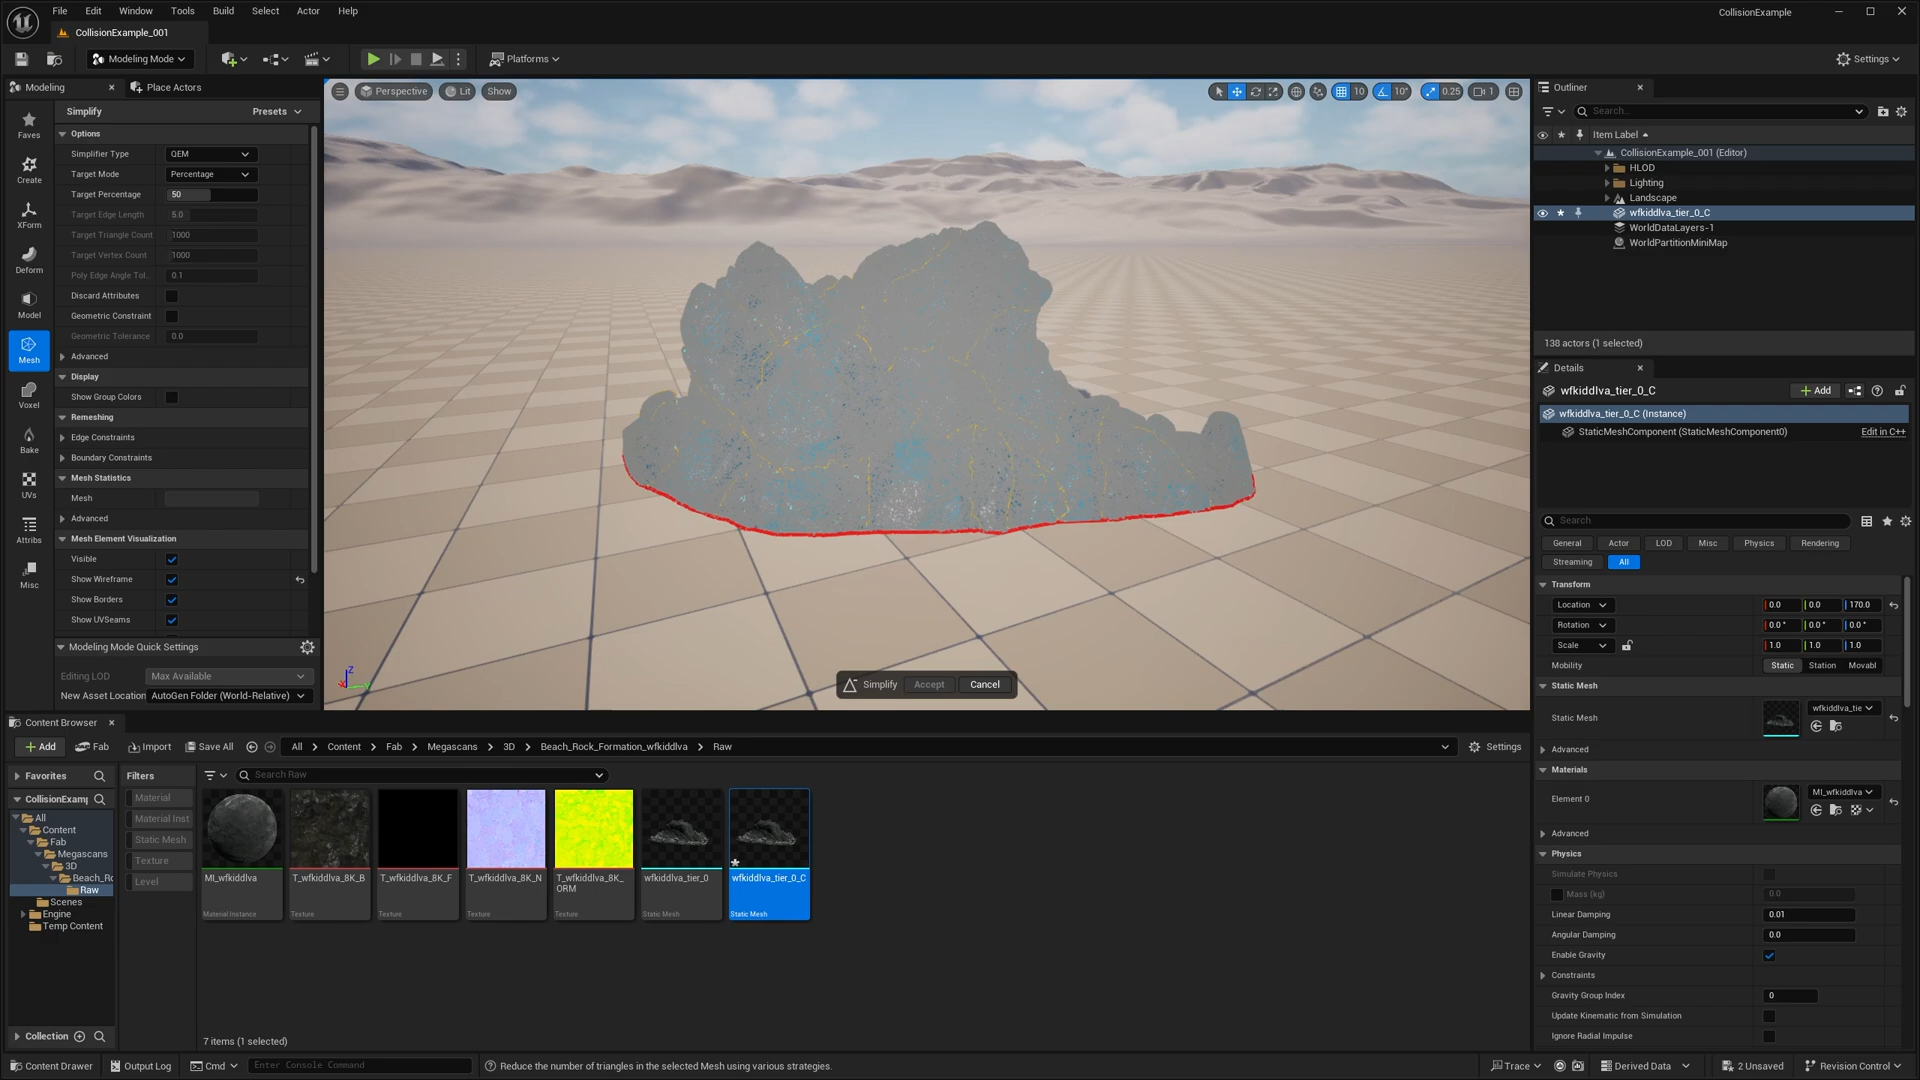 File Edit Window Tools Build Select Actor Help
CollisionExample
CollisionExample_001
Modeling Mode
Platforms
Settings
Modeling
Place Actors
Simplify
Presets
Faves
Create
XForm
Deform
Model
Mesh
Voxel
Bake
UVs
Attribs
Misc
Options
Simplifier Type QEM
Target Mode Percentage
Target Percentage 50
Target Edge Length 5.0
Target Triangle Count 1000
Target Vertex Count 1000
Poly Edge Angle Tol.. 0.1
Discard Attributes
Geometric Constraint
Geometric Tolerance 0.0
Advanced
Display
Show Group Colors
Remeshing
Edge Constraints
Boundary Constraints
Mesh Statistics
Mesh
Advanced
Mesh Element Visualization
Visible
Show Wireframe
Show Borders
Show UVSeams
Modeling Mode Quick Settings
Editing LOD Max Available
New Asset Location AutoGen Folder (World-Relative)
Perspective Lit Show
10 10° 0.25 1
Z
Simplify Accept Cancel
Outliner
Search...
Item Label
CollisionExample_001 (Editor)
HLOD
Lighting
Landscape
wfkiddlva_tier_0_C
WorldDataLayers-1
WorldPartitionMiniMap
138 actors (1 selected)
Details
wfkiddlva_tier_0_C
Add
wfkiddlva_tier_0_C (Instance)
StaticMeshComponent (StaticMeshComponent0) Edit in C++
Search
General Actor LOD Misc Physics Rendering
Streaming All
Transform
Location 0.0 0.0 170.0
Rotation 0.0° 0.0° 0.0°
Scale 1.0 1.0 1.0
Mobility Static Station Movabl
Static Mesh
Static Mesh wfkiddlva_tie
Advanced
Materials
Element 0 MI_wfkiddlva
Advanced
Physics
Simulate Physics
Mass (kg) 0.0
Linear Damping 0.01
Angular Damping 0.0
Enable Gravity
Constraints
Gravity Group Index 0
Update Kinematic from Simulation
Ignore Radial Impulse
Content Browser
Add Fab Import Save All All Content Fab Megascans 3D Beach_Rock_Formation_wfkiddlva Raw Settings
Favorites
CollisionExamp
All
Content
Fab
Megascans
3D
Beach_Ro
Raw
Scenes
Engine
Temp Content
Collection
Filters
Material
Material Inst
Static Mesh
Texture
Level
Search Raw
MI_wfkiddlva
Material Instance
T_wfkiddlva_8K_B
Texture
T_wfkiddlva_8K_F
Texture
T_wfkiddlva_8K_N
Texture
T_wfkiddlva_8K_
ORM
Texture
wfkiddlva_tier_0
Static Mesh
wfkiddlva_tier_0_C
Static Mesh
7 items (1 selected)
Content Drawer Output Log Cmd Enter Console Command Reduce the number of triangles in the selected Mesh using various strategies. Trace Derived Data 2 Unsaved Revision Control